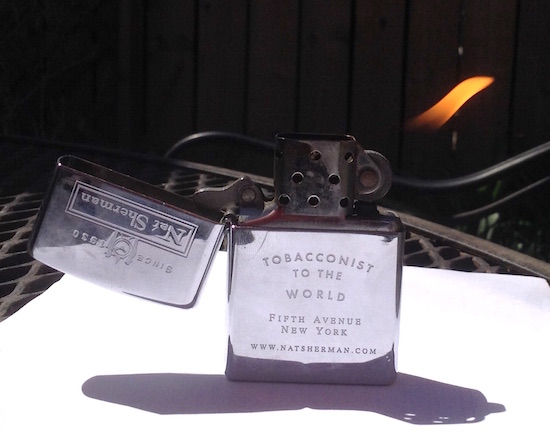 Nat Sherman
SINCE 1930
TOBACCONIST
TO THE
WORLD
FIFTH AVENUE
NEW YORK
WWW.NATSHERMAN.COM